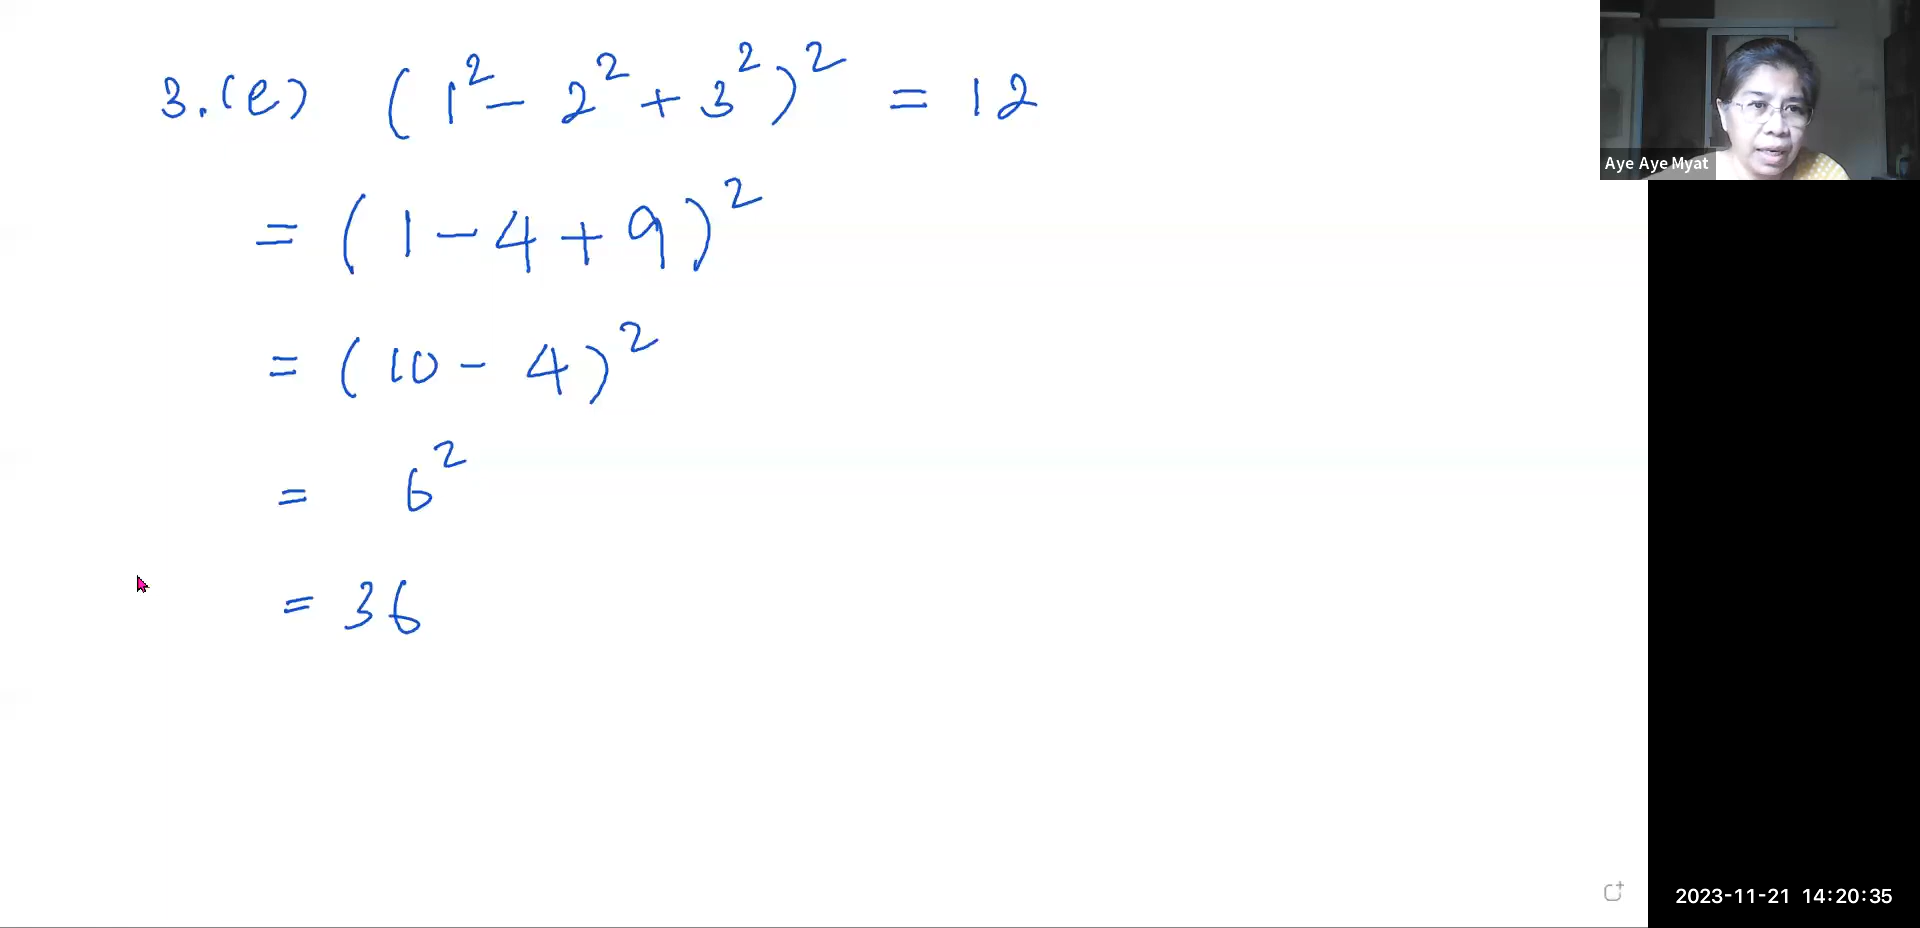 3.(e) (1² - 2² + 3²)² = 12
= (1 - 4 + 9)²
= (10 - 4)²
= 6²
= 36
Aye Aye Myat
2023-11-21 14:20:35